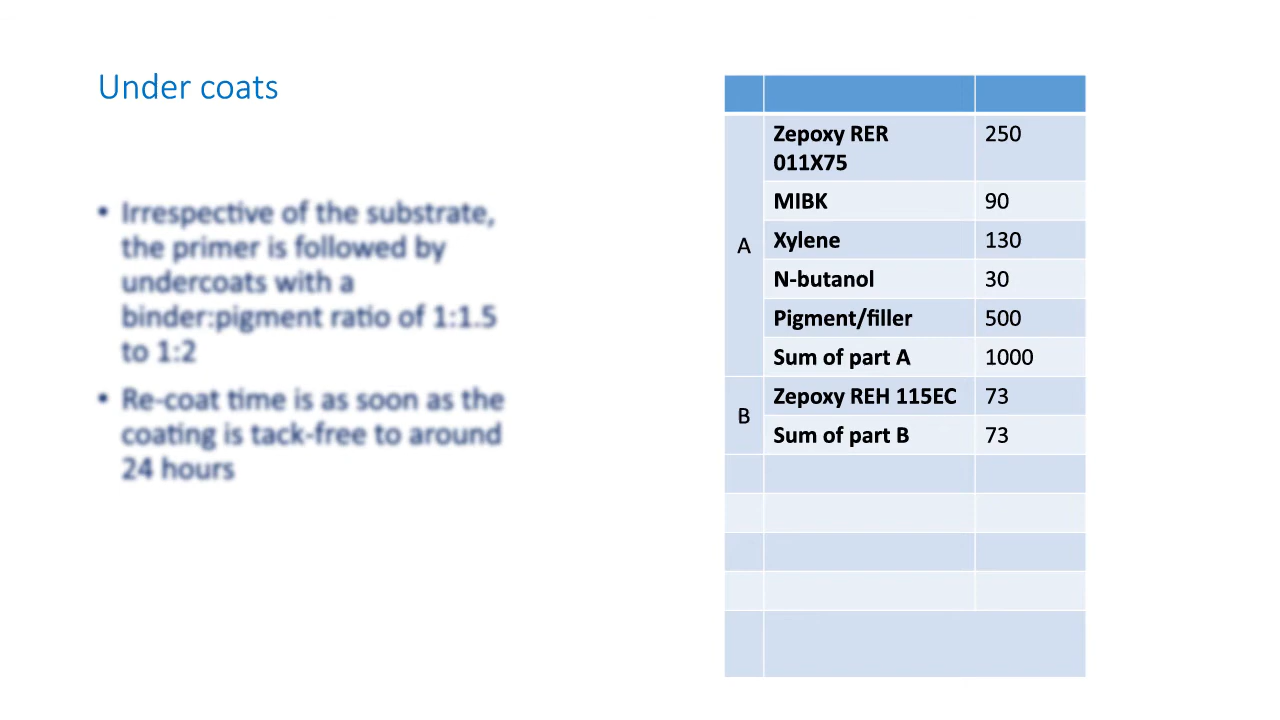 Under coats
• Irrespective of the substrate,
the primer is followed by
undercoats with a
binder:pigment ratio of 1:1.5
to 1:2
• Re-coat time is as soon as the
coating is tack-free to around
24 hours
A
Zepoxy RER 250
011X75
MIBK 90
Xylene 130
N-butanol 30
Pigment/filler 500
Sum of part A 1000
B
Zepoxy REH 115EC 73
Sum of part B 73